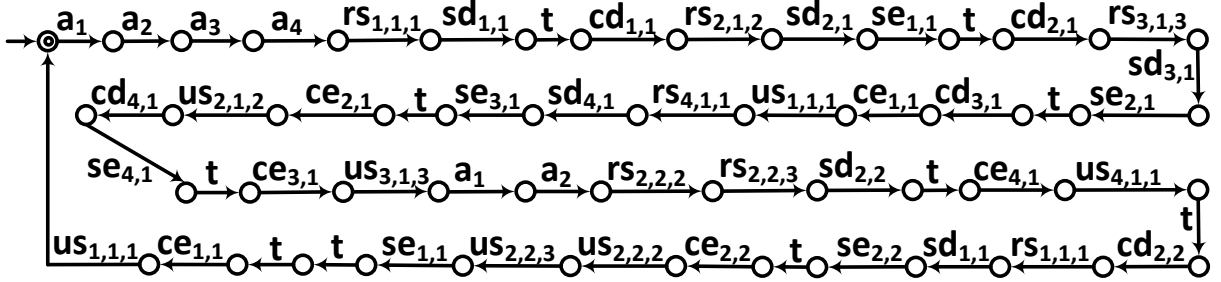 a1 a2 a3 a4 rs1,1,1 sd1,1 t cd1,1 rs2,1,2 sd2,1 se1,1 t cd2,1 rs3,1,3
sd3,1
cd4,1 us2,1,2 ce2,1 t se3,1 sd4,1 rs4,1,1 us1,1,1 ce1,1 cd3,1 t se2,1
se4,1 t ce3,1 us3,1,3 a1 a2 rs2,2,2 rs2,2,3 sd2,2 t ce4,1 us4,1,1
t
us1,1,1 ce1,1 t t se1,1 us2,2,3 us2,2,2 ce2,2 t se2,2 sd1,1 rs1,1,1 cd2,2